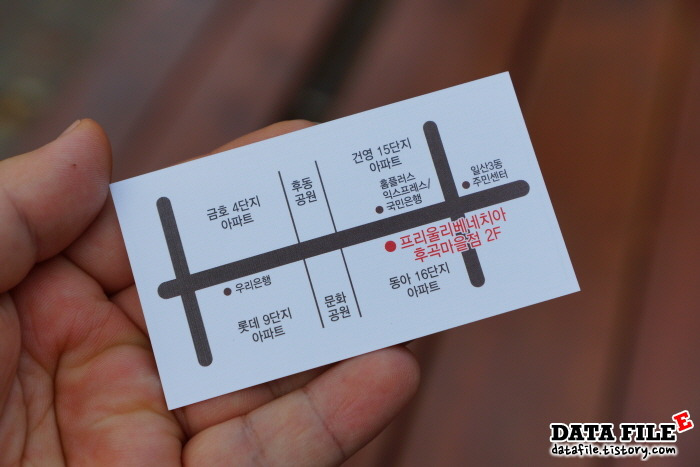 건영 15단지
아파트
일산3동
주민센터
홈플러스
익스프레스/
국민은행
후동
공원
금호 4단지
아파트
프리울리베네치아
후곡마을점 2F
우리은행
동아 16단지
아파트
문화
공원
롯데 9단지
아파트
DATA FILE
E
datafile.tistory.com